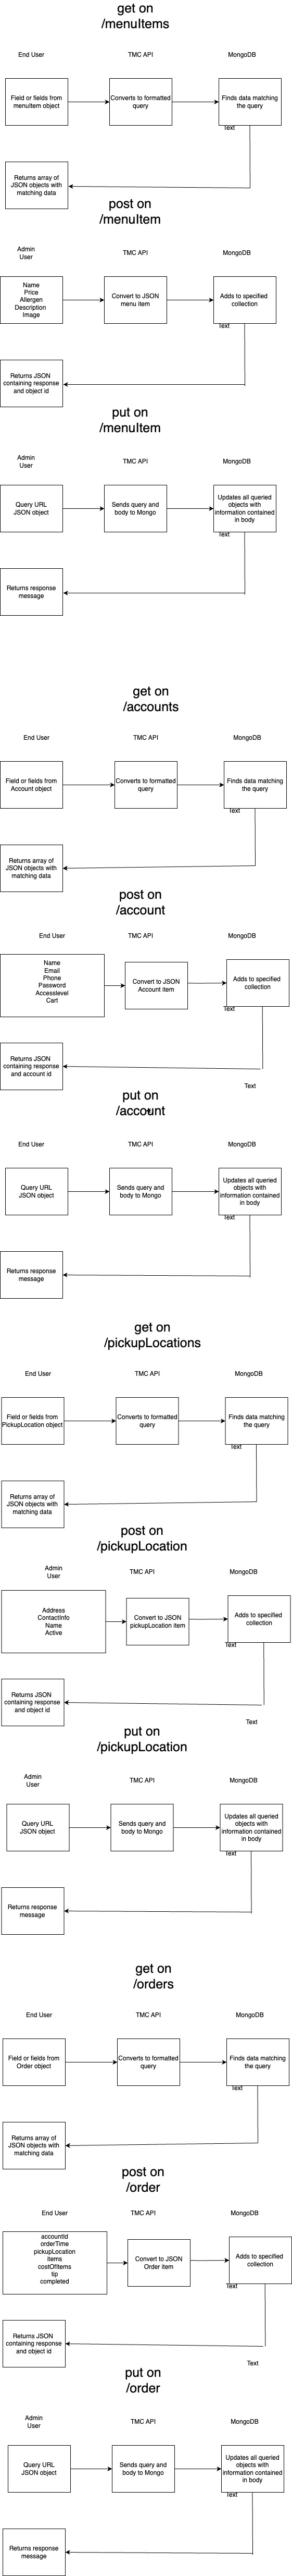 get on
/menuItems
End User
TMC API
MongoDB
Field or fields from
menuItem object
Converts to formatted
query
Finds data matching
the query
Text
Returns array of
JSON objects with
matching data
post on
/menuItem
Admin
User
TMC API
MongoDB
Name
Price
Allergen
Description
Image
Convert to JSON
menu item
Adds to specified
collection
Text
Returns JSON
containing response
and object id
put on
/menuItem
Admin
User
TMC API
MongoDB
Query URL
JSON object
Sends query and
body to Mongo
Updates all queried
objects with
information contained
in body
Text
Returns response
message
get on
/accounts
End User
TMC API
MongoDB
Field or fields from
Account object
Converts to formatted
query
Finds data matching
the query
Text
Returns array of
JSON objects with
matching data
post on
/account
End User
TMC API
MongoDB
Name
Email
Phone
Password
Accesslevel
Cart
Convert to JSON
Account item
Adds to specified
collection
Text
Returns JSON
containing response
and account id
Text
put on
/account
End User
TMC API
MongoDB
Query URL
JSON object
Sends query and
body to Mongo
Updates all queried
objects with
information contained
in body
Text
Returns response
message
get on
/pickupLocations
End User
TMC API
MongoDB
Field or fields from
PickupLocation object
Converts to formatted
query
Finds data matching
the query
Text
Returns array of
JSON objects with
matching data
post on
/pickupLocation
Admin
User
TMC API
MongoDB
Address
ContactInfo
Name
Active
Convert to JSON
pickupLocation item
Adds to specified
collection
Text
Returns JSON
containing response
and object id
Text
put on
/pickupLocation
Admin
User
TMC API
MongoDB
Query URL
JSON object
Sends query and
body to Mongo
Updates all queried
objects with
information contained
in body
Text
Returns response
message
get on
/orders
End User
TMC API
MongoDB
Field or fields from
Order object
Converts to formatted
query
Finds data matching
the query
Text
Returns array of
JSON objects with
matching data
post on
/order
End User
TMC API
MongoDB
accountId
orderTime
pickupLocation
items
costOfItems
tip
completed
Convert to JSON
Order item
Adds to specified
collection
Text
Returns JSON
containing response
and object id
Text
put on
/order
Admin
User
TMC API
MongoDB
Query URL
JSON object
Sends query and
body to Mongo
Updates all queried
objects with
information contained
in body
Text
Returns response
message